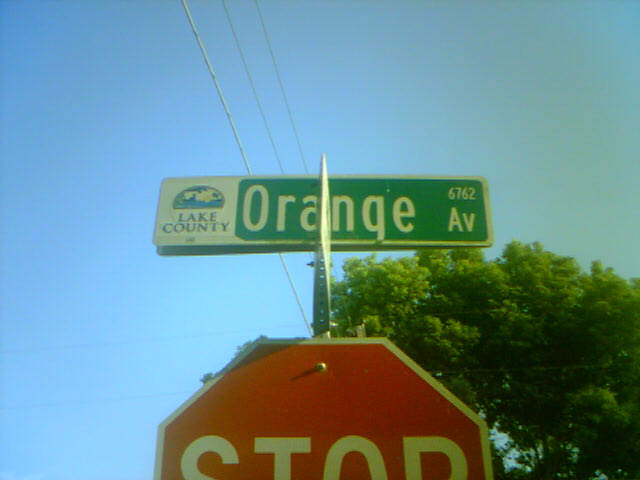 LAKE
COUNTY
Orange
6762
Av
STOP